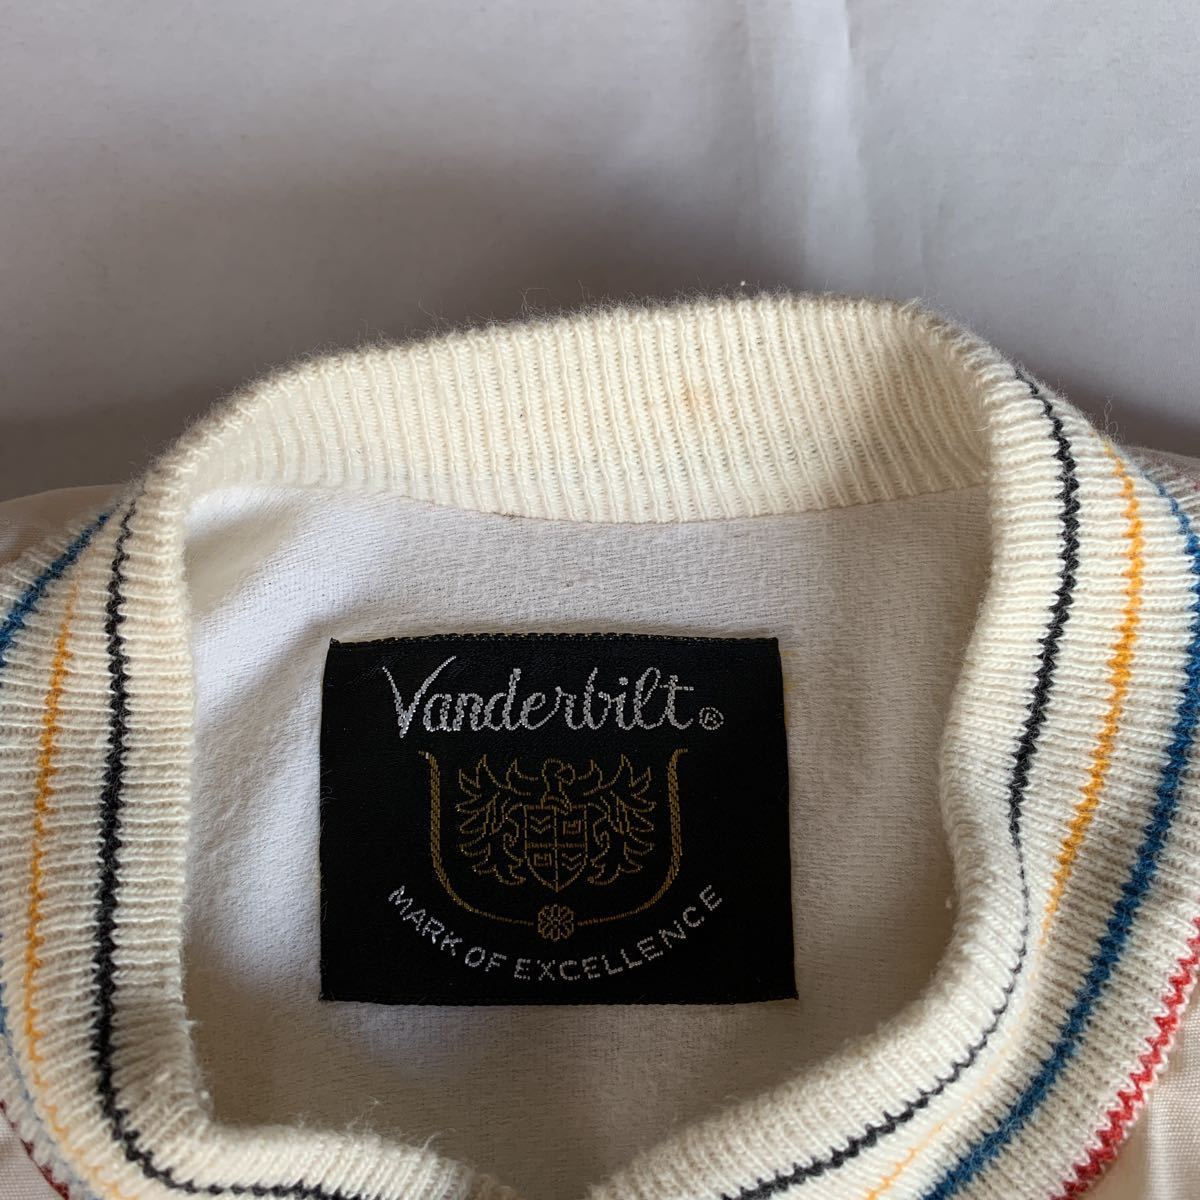 Vanderbilt®
MARK OF EXCELLENCE